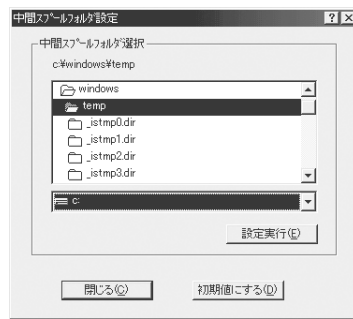 中間ｽﾌﾟｰﾙﾌｫﾙﾀﾞ設定
中間ｽﾌﾟｰﾙﾌｫﾙﾀﾞ選択
c:¥windows¥temp
windows
temp
_istmp0.dir
_istmp1.dir
_istmp2.dir
_istmp3.dir
c:
設定実行(E)
閉じる(C)
初期値にする(D)